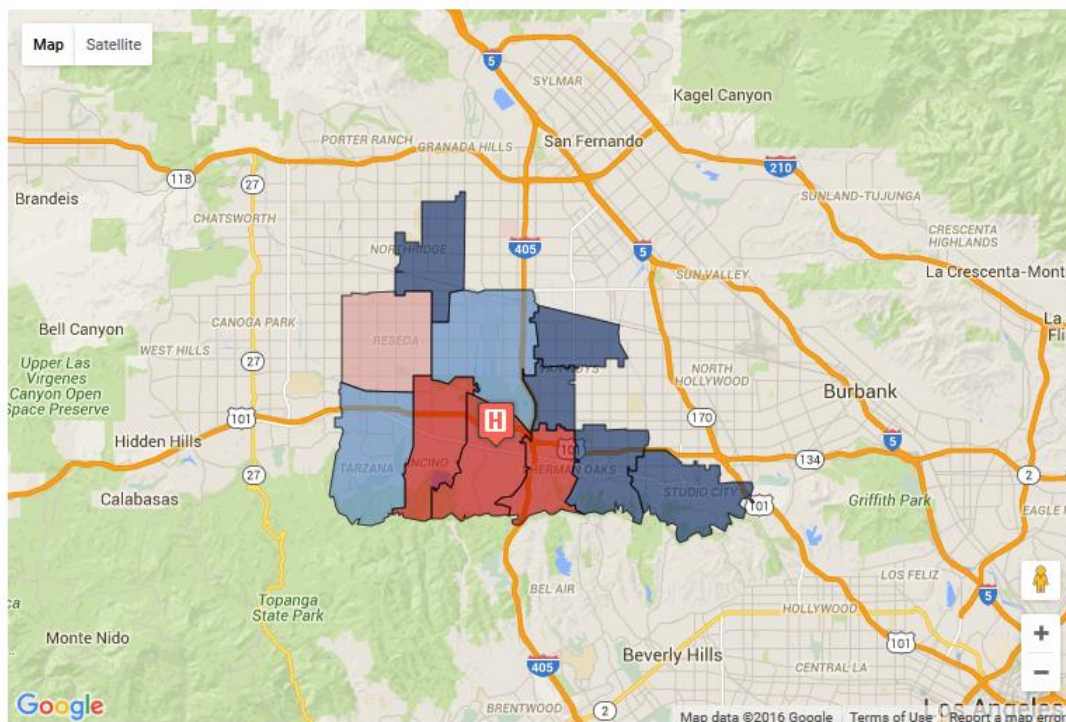 Map Satellite
5
SYLMAR
Kagel Canyon
San Fernando
PORTER RANCH
GRANADA HILLS
118
27
210
Brandeis
CHATSWORTH
SUNLAND-TUJUNGA
NORTHRIDGE
405
5
CRESCENTA
HIGHLANDS
SUN VALLEY
La Crescenta-Mont
Bell Canyon
CANOGA PARK
La
Fli
WEST HILLS
RESEDA
27
Upper Las
Virgenes
Canyon Open
Space Preserve
NORTH
HOLLYWOOD
Burbank
101
H
170
Hidden Hills
5
101
134
2
TARZANA
SHERMAN OAKS
27
Calabasas
STUDIO CITY
101
Griffith Park
BEL AIR
LOS FELIZ
5
Topanga
State Park
HOLLYWOOD
Monte Nido
101
+
Beverly Hills
405
CENTRAL LA
−
Google
BRENTWOOD
2
Los Angeles
Map data ©2016 Google Terms of Use Report a map error